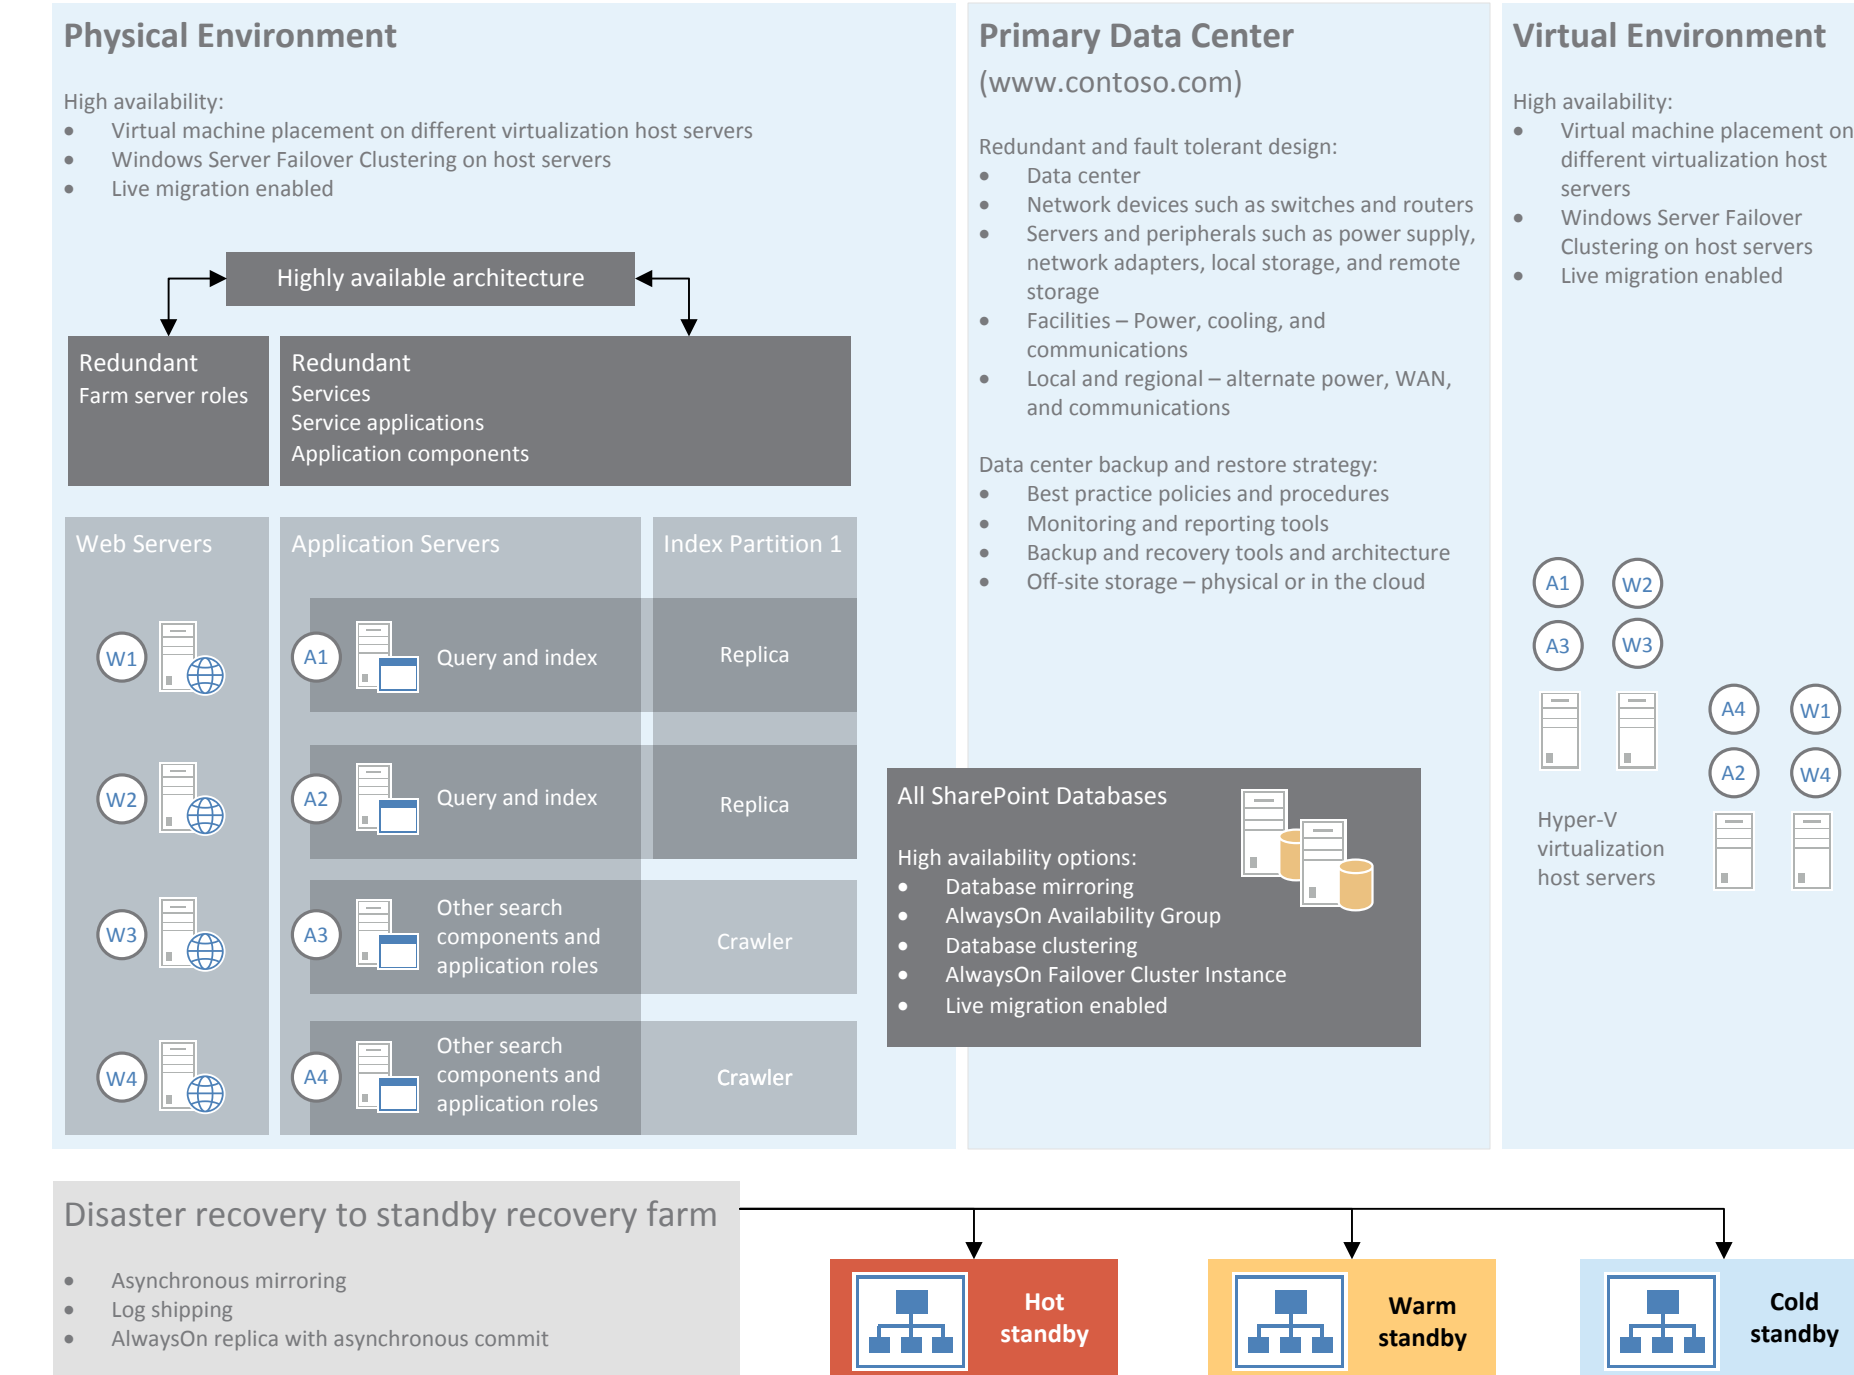 Physical Environment
High availability:
• Virtual machine placement on different virtualization host servers
• Windows Server Failover Clustering on host servers
• Live migration enabled
Highly available architecture
Redundant
Farm server roles
Redundant
Services
Service applications
Application components
Web Servers
Application Servers
Index Partition 1
W1
A1
Query and index
Replica
W2
A2
Query and index
Replica
W3
A3
Other search
components and
application roles
Crawler
W4
A4
Other search
components and
application roles
Crawler
Primary Data Center
(www.contoso.com)
Redundant and fault tolerant design:
• Data center
• Network devices such as switches and routers
• Servers and peripherals such as power supply,
network adapters, local storage, and remote
storage
• Facilities – Power, cooling, and
communications
• Local and regional – alternate power, WAN,
and communications
Data center backup and restore strategy:
• Best practice policies and procedures
• Monitoring and reporting tools
• Backup and recovery tools and architecture
• Off-site storage – physical or in the cloud
All SharePoint Databases
High availability options:
• Database mirroring
• AlwaysOn Availability Group
• Database clustering
• AlwaysOn Failover Cluster Instance
• Live migration enabled
Virtual Environment
High availability:
• Virtual machine placement on
different virtualization host
servers
• Windows Server Failover
Clustering on host servers
• Live migration enabled
A1
W2
A3
W3
A4
W1
A2
W4
Hyper-V
virtualization
host servers
Disaster recovery to standby recovery farm
• Asynchronous mirroring
• Log shipping
• AlwaysOn replica with asynchronous commit
Hot
standby
Warm
standby
Cold
standby